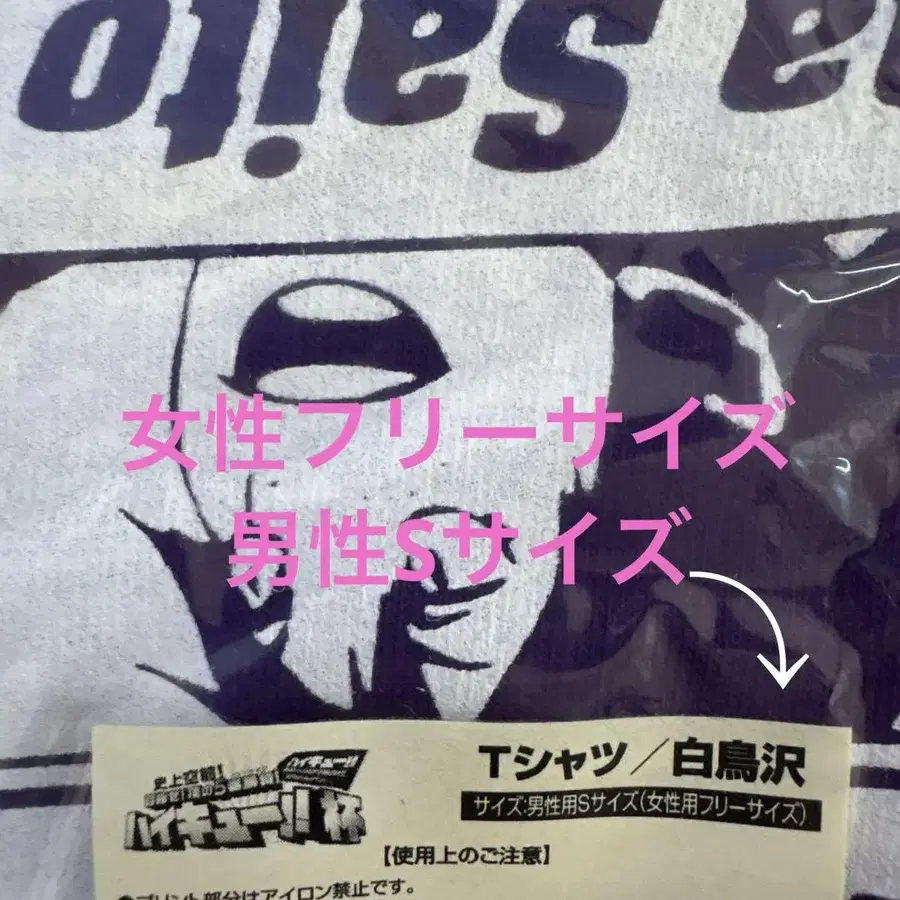 a Saito
女性フリーサイズ
男性Sサイズ
史上空前!
ハイキュー!!
ハイキュー!!杯
Tシャツ/白鳥沢
サイズ:男性用Sサイズ(女性用フリーサイズ)
【使用上のご注意】
●プリント部分はアイロン禁止です。